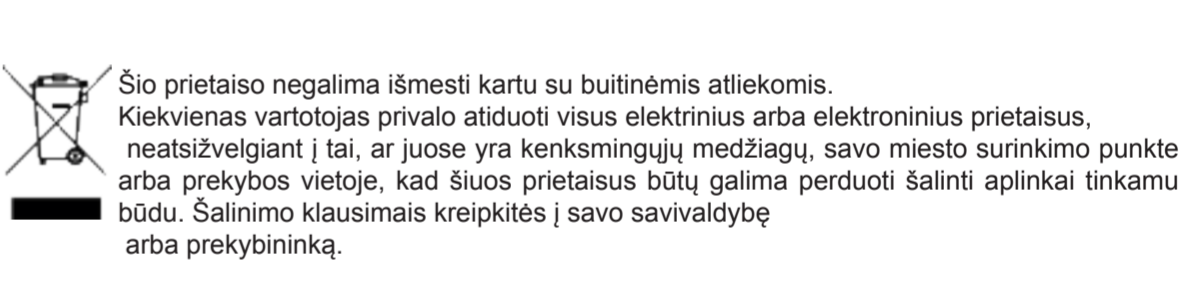 Šio prietaiso negalima išmesti kartu su buitinėmis atliekomis.
Kiekvienas vartotojas privalo atiduoti visus elektrinius arba elektroninius prietaisus,
neatsižvelgiant į tai, ar juose yra kenksmingųjų medžiagų, savo miesto surinkimo punkte
arba prekybos vietoje, kad šiuos prietaisus būtų galima perduoti šalinti aplinkai tinkamu
būdu. Šalinimo klausimais kreipkitės į savo savivaldybę
arba prekybininką.